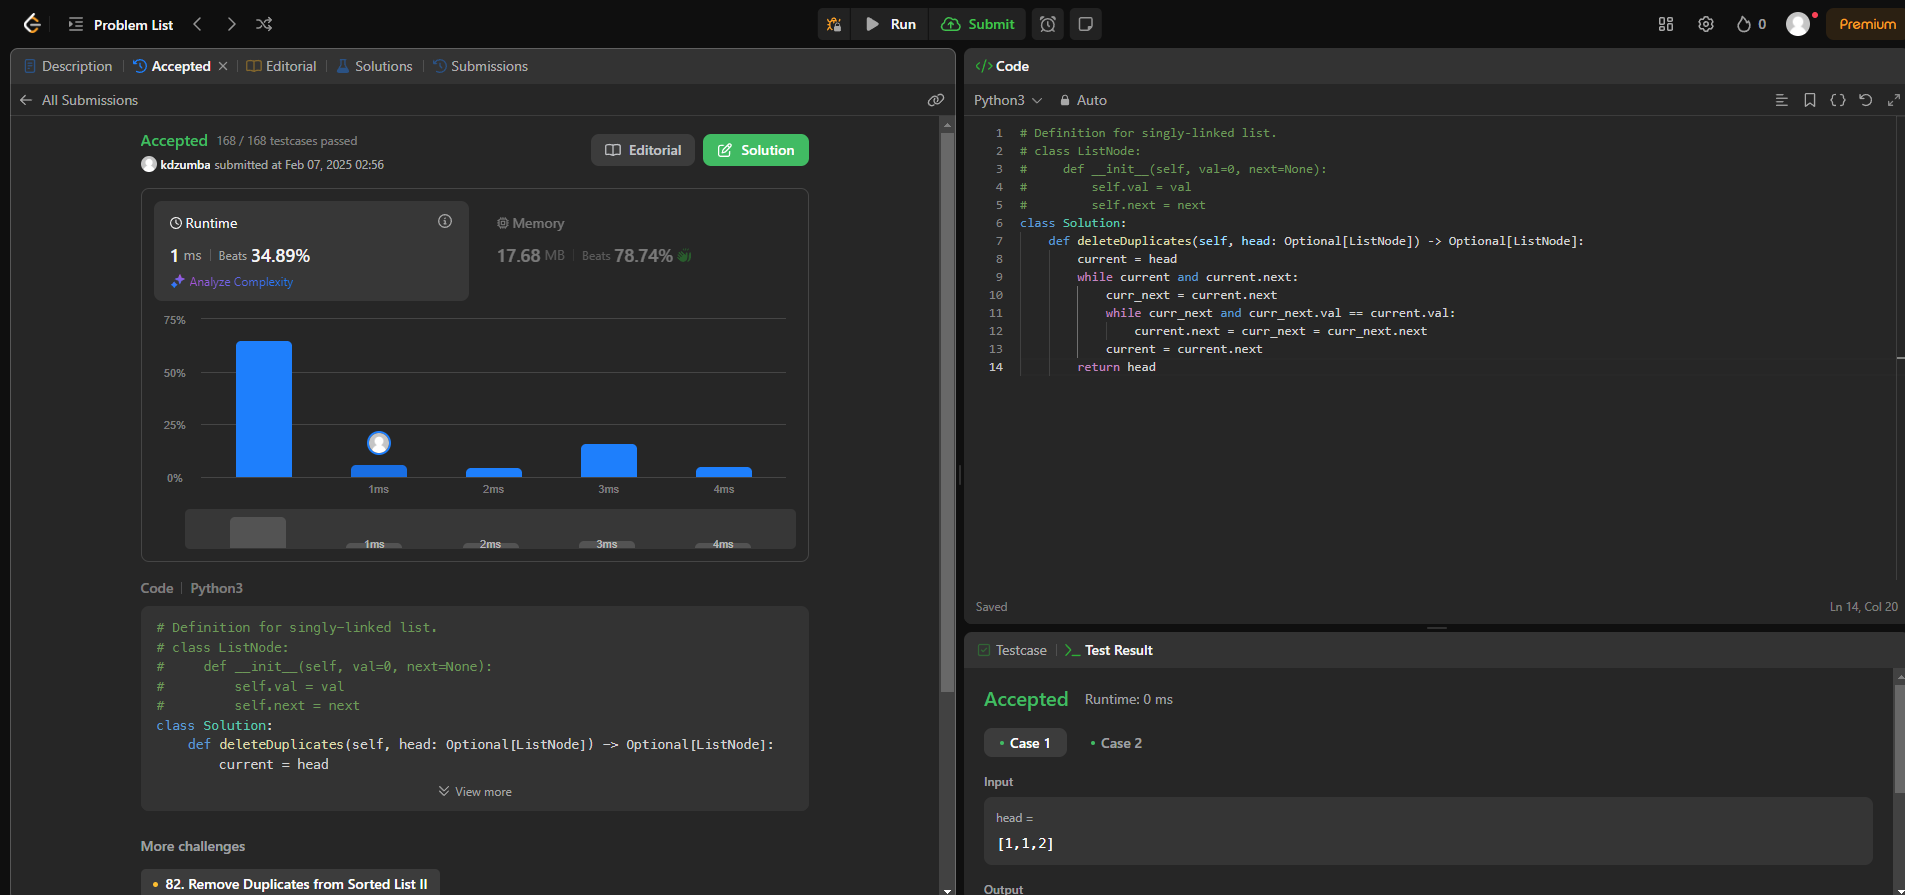 Problem List
Run
Submit
0
Premium
Description
Accepted
Editorial
Solutions
Submissions
All Submissions
Accepted 168 / 168 testcases passed
kdzumba submitted at Feb 07, 2025 02:56
Editorial
Solution
Runtime
1 ms Beats 34.89%
Analyze Complexity
Memory
17.68 MB Beats 78.74%
75%
50%
25%
0%
1ms 2ms 3ms 4ms
1ms 2ms 3ms 4ms
Code Python3
# Definition for singly-linked list.
# class ListNode:
#     def __init__(self, val=0, next=None):
#         self.val = val
#         self.next = next
class Solution:
    def deleteDuplicates(self, head: Optional[ListNode]) -> Optional[ListNode]:
        current = head
View more
More challenges
82. Remove Duplicates from Sorted List II
</> Code
Python3
Auto
1 # Definition for singly-linked list.
2 # class ListNode:
3 #     def __init__(self, val=0, next=None):
4 #         self.val = val
5 #         self.next = next
6 class Solution:
7     def deleteDuplicates(self, head: Optional[ListNode]) -> Optional[ListNode]:
8         current = head
9         while current and current.next:
10             curr_next = current.next
11             while curr_next and curr_next.val == current.val:
12                 current.next = curr_next = curr_next.next
13             current = current.next
14         return head
Saved
Ln 14, Col 20
Testcase
Test Result
Accepted Runtime: 0 ms
Case 1
Case 2
Input
head =
[1,1,2]
Output